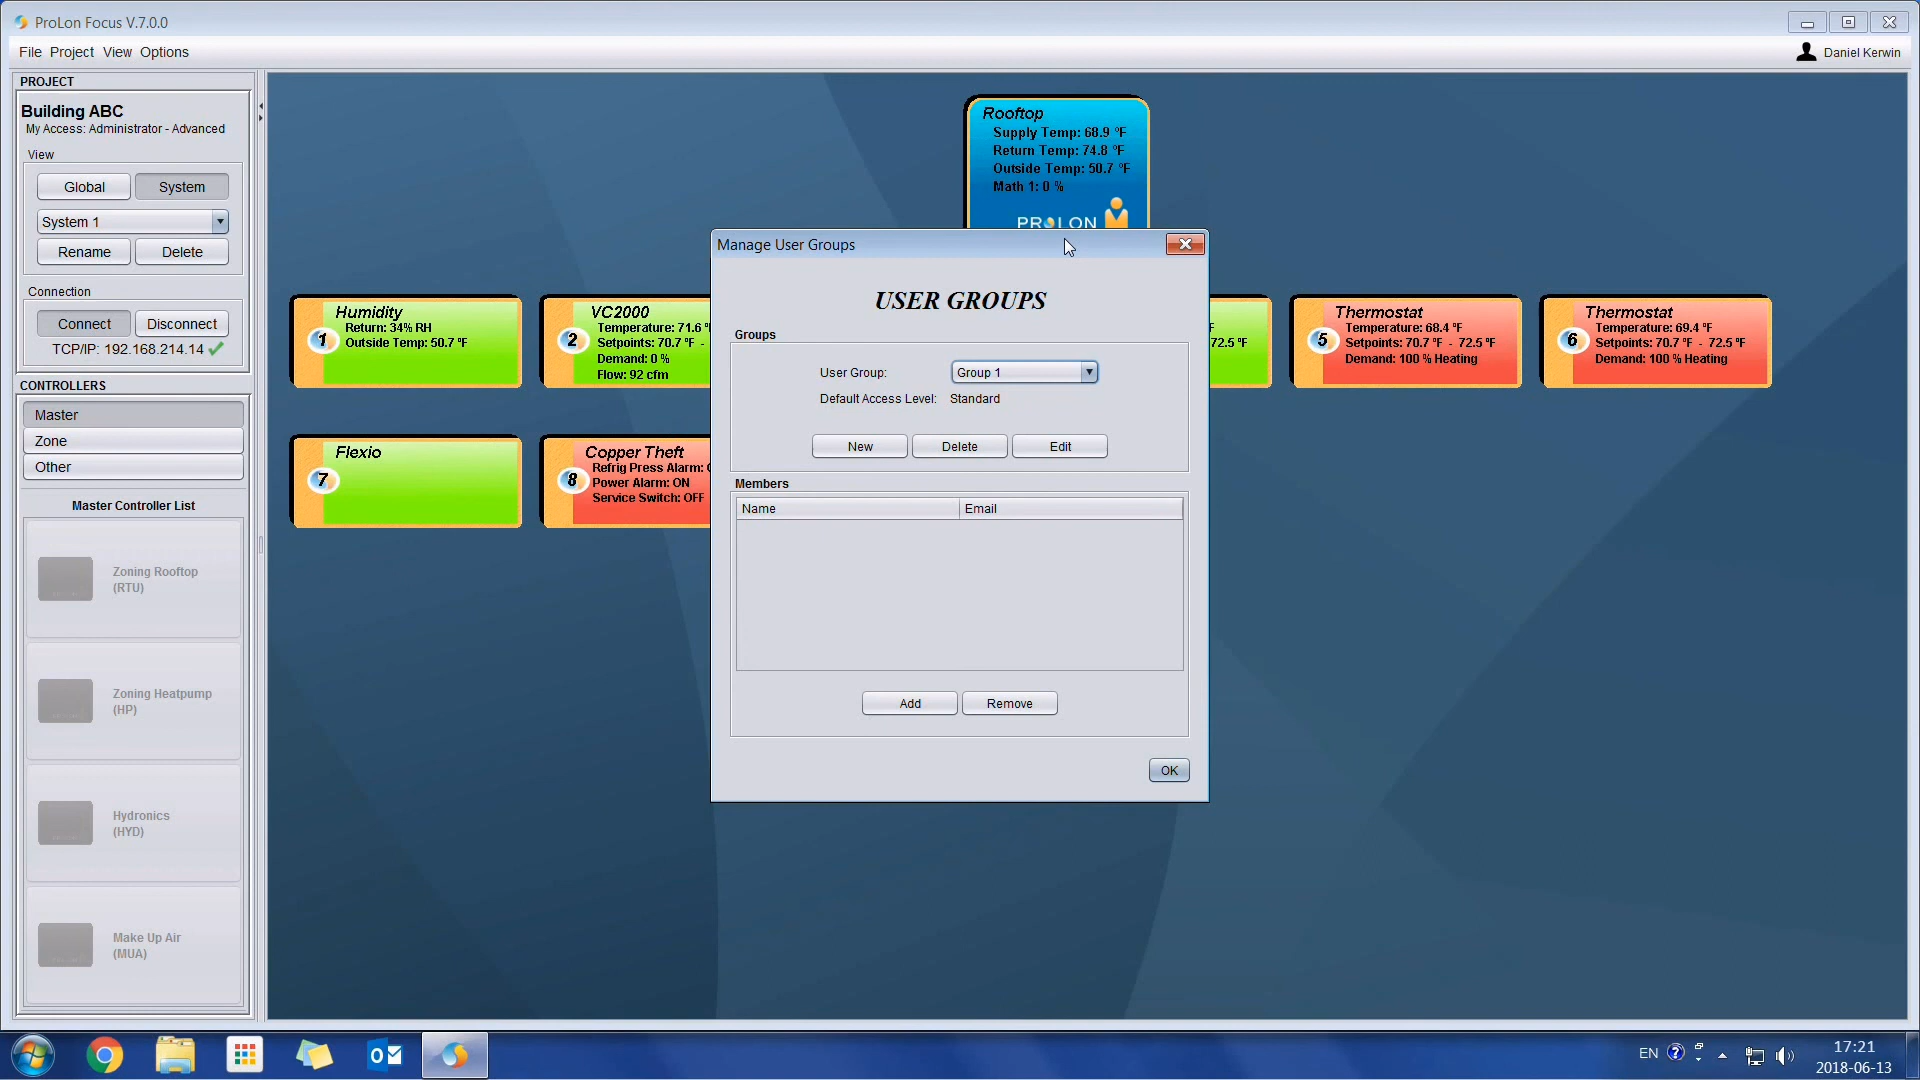 ProLon Focus V.7.0.0
File Project View Options
Daniel Kerwin
PROJECT
Building ABC
My Access: Administrator - Advanced
View
Global System
System 1
Rename Delete
Connection
Connect Disconnect
TCP/IP: 192.168.214.14
CONTROLLERS
Master
Zone
Other
Master Controller List
Zoning Rooftop
(RTU)
Zoning Heatpump
(HP)
Hydronics
(HYD)
Make Up Air
(MUA)
Rooftop
Supply Temp: 68.9 °F
Return Temp: 74.8 °F
Outside Temp: 50.7 °F
Math 1: 0 %
PROLON
1
Humidity
Return: 34% RH
Outside Temp: 50.7 °F
2
VC2000
Temperature: 71.6 °F
Setpoints: 70.7 °F -
Demand: 0 %
Flow: 92 cfm
F
72.5 °F
5
Thermostat
Temperature: 68.4 °F
Setpoints: 70.7 °F - 72.5 °F
Demand: 100 % Heating
6
Thermostat
Temperature: 69.4 °F
Setpoints: 70.7 °F - 72.5 °F
Demand: 100 % Heating
7
Flexio
8
Copper Theft
Refrig Press Alarm:
Power Alarm: ON
Service Switch: OFF
Manage User Groups
USER GROUPS
Groups
User Group: Group 1
Default Access Level: Standard
New Delete Edit
Members
Name Email
Add Remove
OK
EN
17:21
2018-06-13